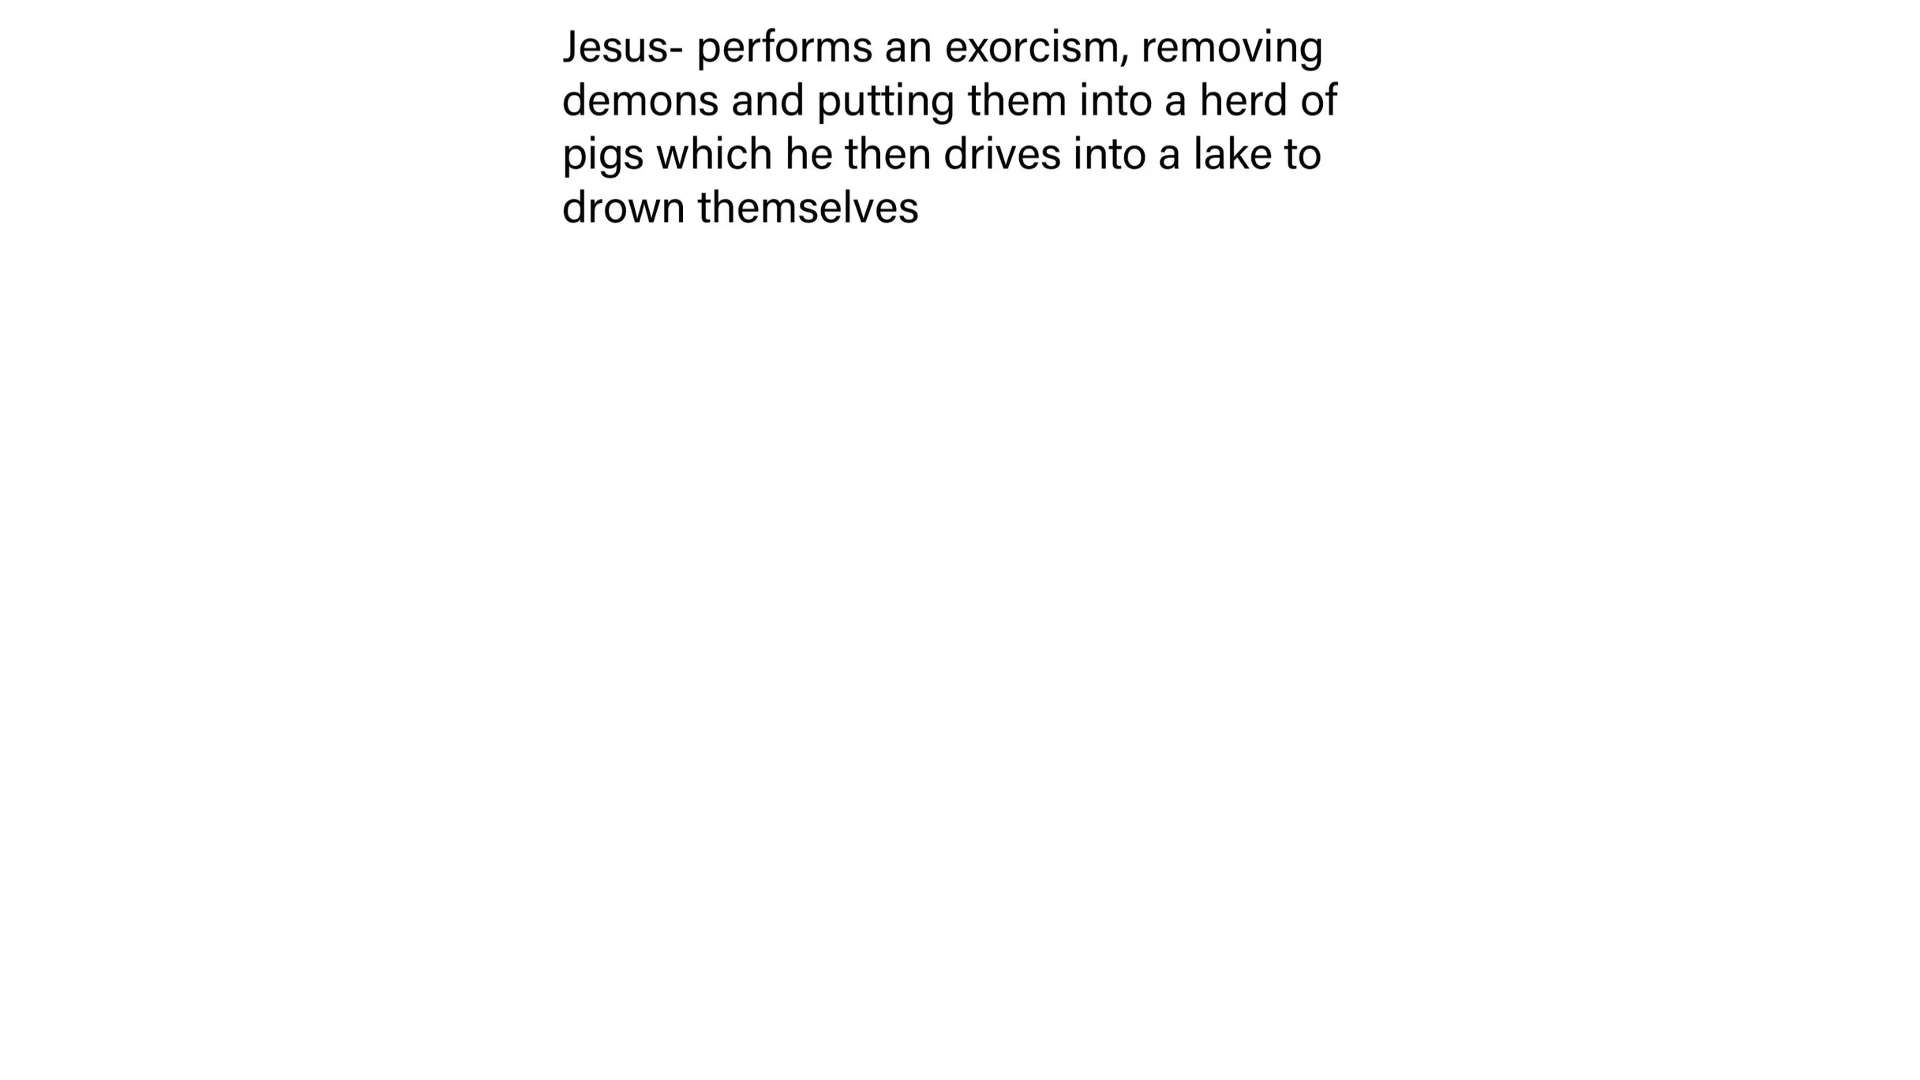 Jesus- performs an exorcism, removing
demons and putting them into a herd of
pigs which he then drives into a lake to
drown themselves